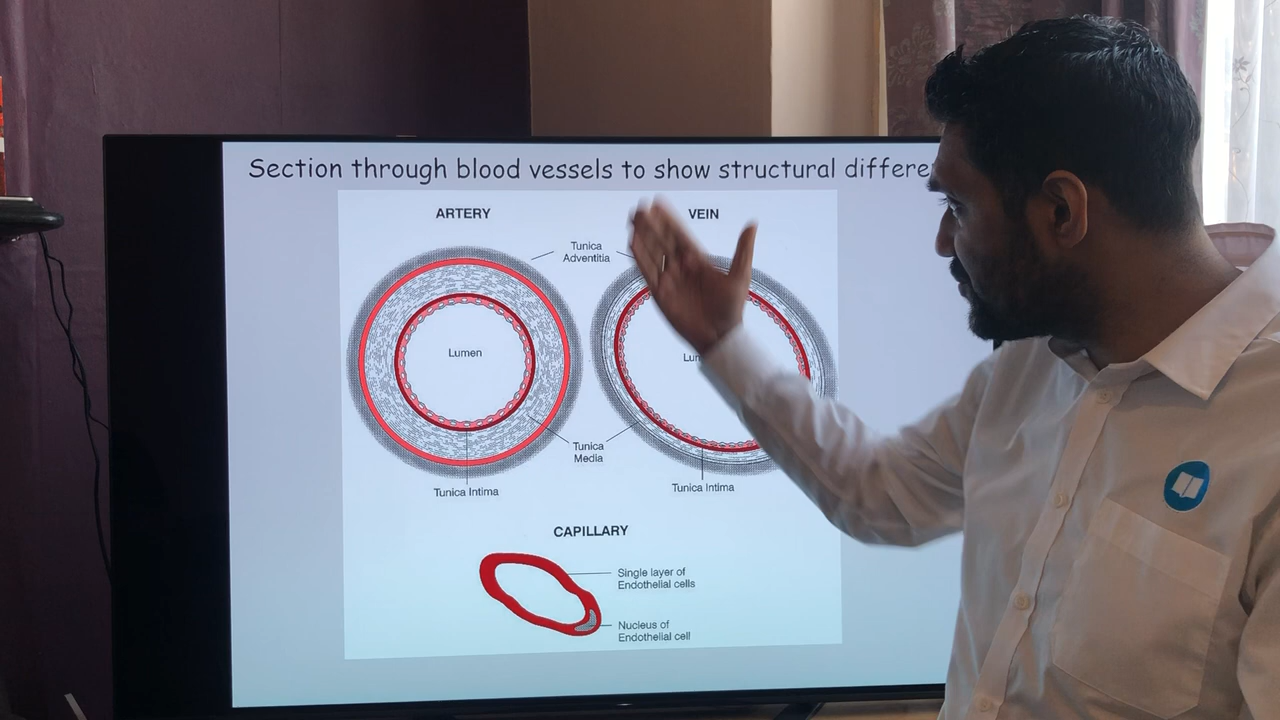 Section through blood vessels to show structural differe
ARTERY
VEIN
Tunica
Adventitia
Lumen
Lu
Tunica
Media
Tunica Intima
Tunica Intima
CAPILLARY
Single layer of
Endothelial cells
Nucleus of
Endothelial cell